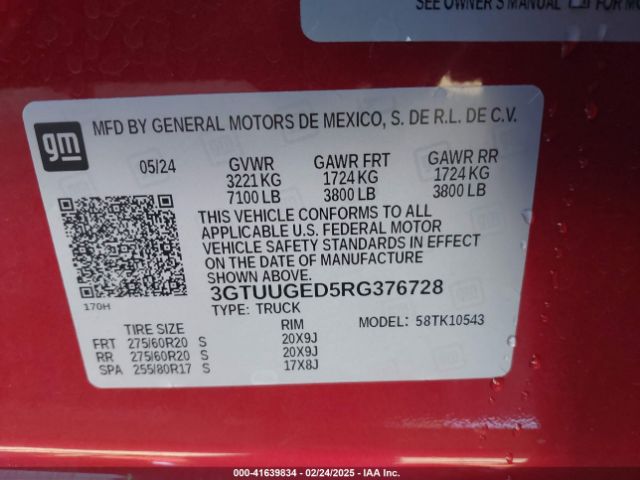 SEE OWNER'S MANUAL FOR MO
gm
MFD BY GENERAL MOTORS DE MEXICO, S. DE R.L. DE C.V.
05/24 GVWR GAWR FRT GAWR RR
3221 KG 1724 KG 1724 KG
7100 LB 3800 LB 3800 LB
THIS VEHICLE CONFORMS TO ALL
APPLICABLE U.S. FEDERAL MOTOR
VEHICLE SAFETY STANDARDS IN EFFECT
ON THE DATE OF MANUFACTURE
SHOWN ABOVE.
170H
3GTUUGED5RG376728
TYPE: TRUCK
MODEL: 58TK10543
TIRE SIZE RIM
FRT 275/60R20 S 20X9J
RR 275/60R20 S 20X9J
SPA 255/80R17 S 17X8J
000-41639834 / 02/24/2025 - IAA Inc.